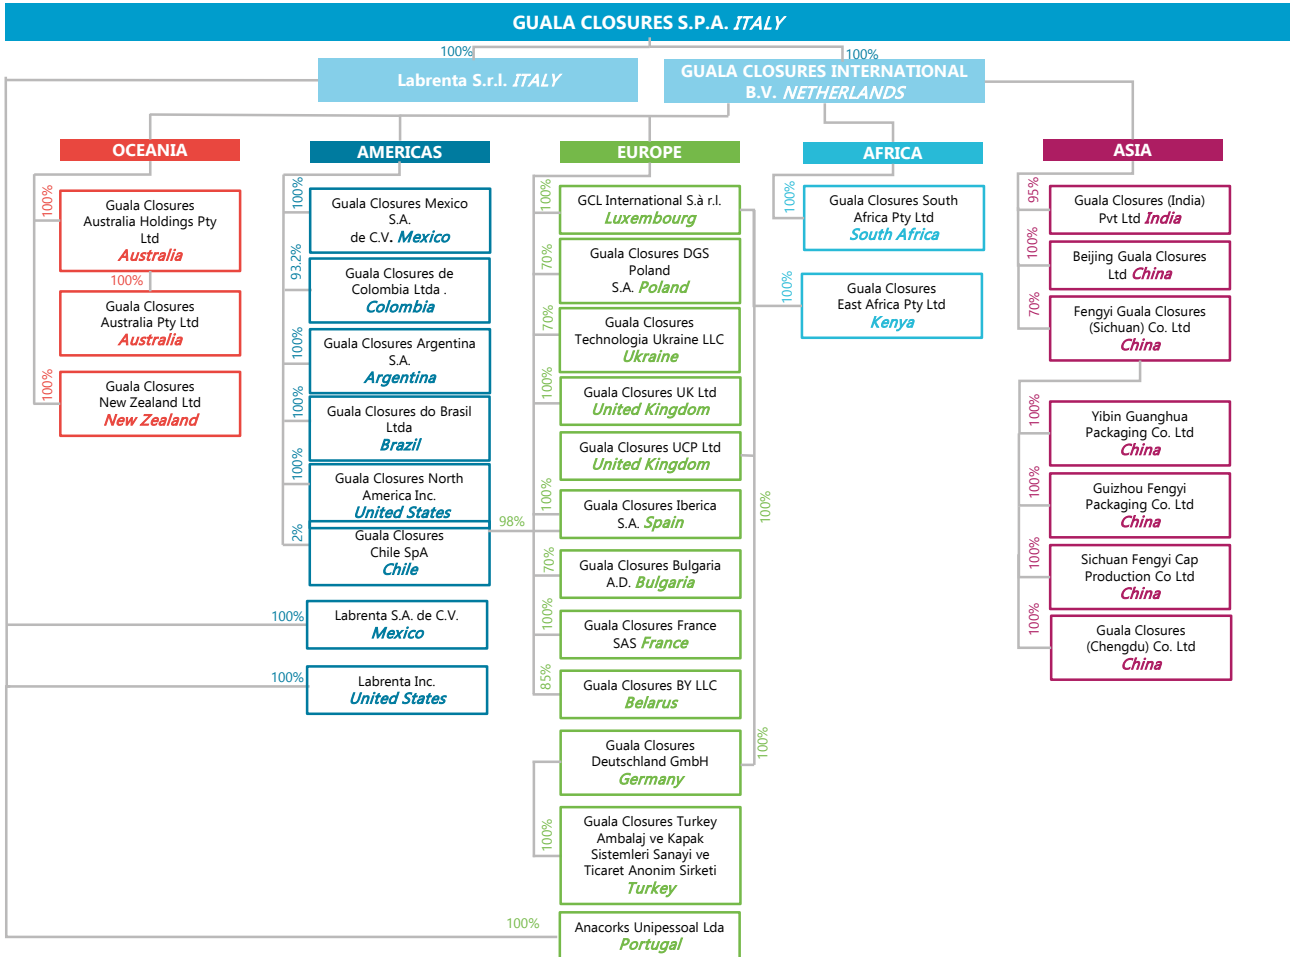 GUALA CLOSURES S.P.A. ITALY
100%
100%
Labrenta S.r.l. ITALY
GUALA CLOSURES INTERNATIONAL
B.V. NETHERLANDS
OCEANIA
100%
Guala Closures
Australia Holdings Pty
Ltd
Australia
100%
Guala Closures
Australia Pty Ltd
Australia
100%
Guala Closures
New Zealand Ltd
New Zealand
AMERICAS
100%
Guala Closures Mexico
S.A.
de C.V. Mexico
93.2%
Guala Closures de
Colombia Ltda .
Colombia
100%
Guala Closures Argentina
S.A.
Argentina
100%
Guala Closures do Brasil
Ltda
Brazil
100%
Guala Closures North
America Inc.
United States
2%
98%
Guala Closures
Chile SpA
Chile
100%
Labrenta S.A. de C.V.
Mexico
100%
Labrenta Inc.
United States
EUROPE
100%
GCL International S.à r.l.
Luxembourg
70%
Guala Closures DGS
Poland
S.A. Poland
70%
Guala Closures
Technologia Ukraine LLC
Ukraine
100%
Guala Closures UK Ltd
United Kingdom
Guala Closures UCP Ltd
United Kingdom
100%
100%
Guala Closures Iberica
S.A. Spain
70%
Guala Closures Bulgaria
A.D. Bulgaria
100%
Guala Closures France
SAS France
85%
Guala Closures BY LLC
Belarus
100%
Guala Closures
Deutschland GmbH
Germany
100%
Guala Closures Turkey
Ambalaj ve Kapak
Sistemleri Sanayi ve
Ticaret Anonim Sirketi
Turkey
100%
Anacorks Unipessoal Lda
Portugal
AFRICA
100%
Guala Closures South
Africa Pty Ltd
South Africa
100%
Guala Closures
East Africa Pty Ltd
Kenya
ASIA
95%
Guala Closures (India)
Pvt Ltd India
100%
Beijing Guala Closures
Ltd China
70%
Fengyi Guala Closures
(Sichuan) Co. Ltd
China
100%
Yibin Guanghua
Packaging Co. Ltd
China
100%
Guizhou Fengyi
Packaging Co. Ltd
China
100%
Sichuan Fengyi Cap
Production Co Ltd
China
100%
Guala Closures
(Chengdu) Co. Ltd
China